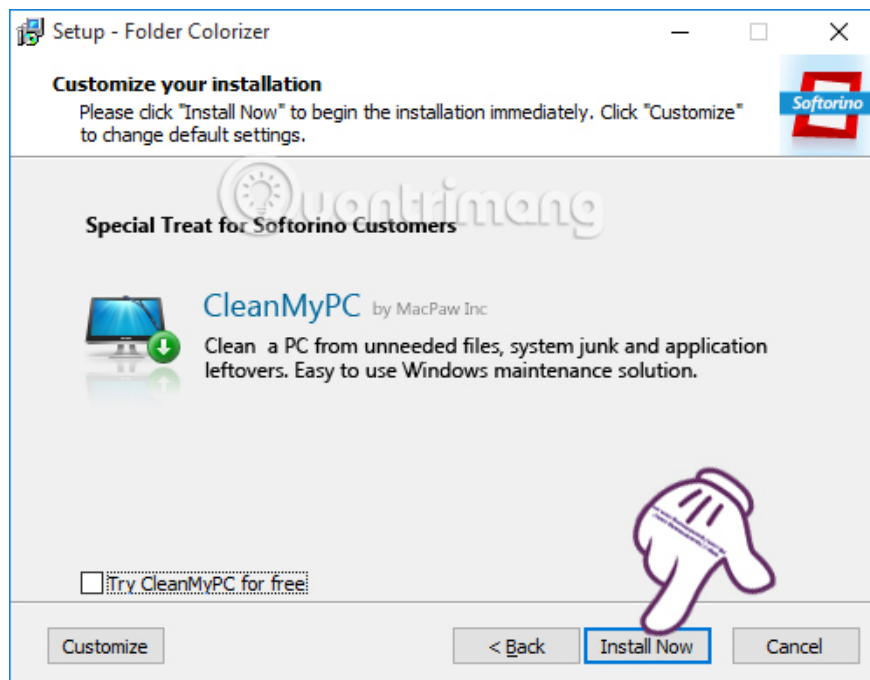 Setup - Folder Colorizer
Customize your installation
Please click "Install Now" to begin the installation immediately. Click "Customize"
to change default settings.
Softorino
Quantrimang
Special Treat for Softorino Customers
CleanMyPC by MacPaw Inc
Clean a PC from unneeded files, system junk and application
leftovers. Easy to use Windows maintenance solution.
Try CleanMyPC for free
Customize
< Back
Install Now
Cancel